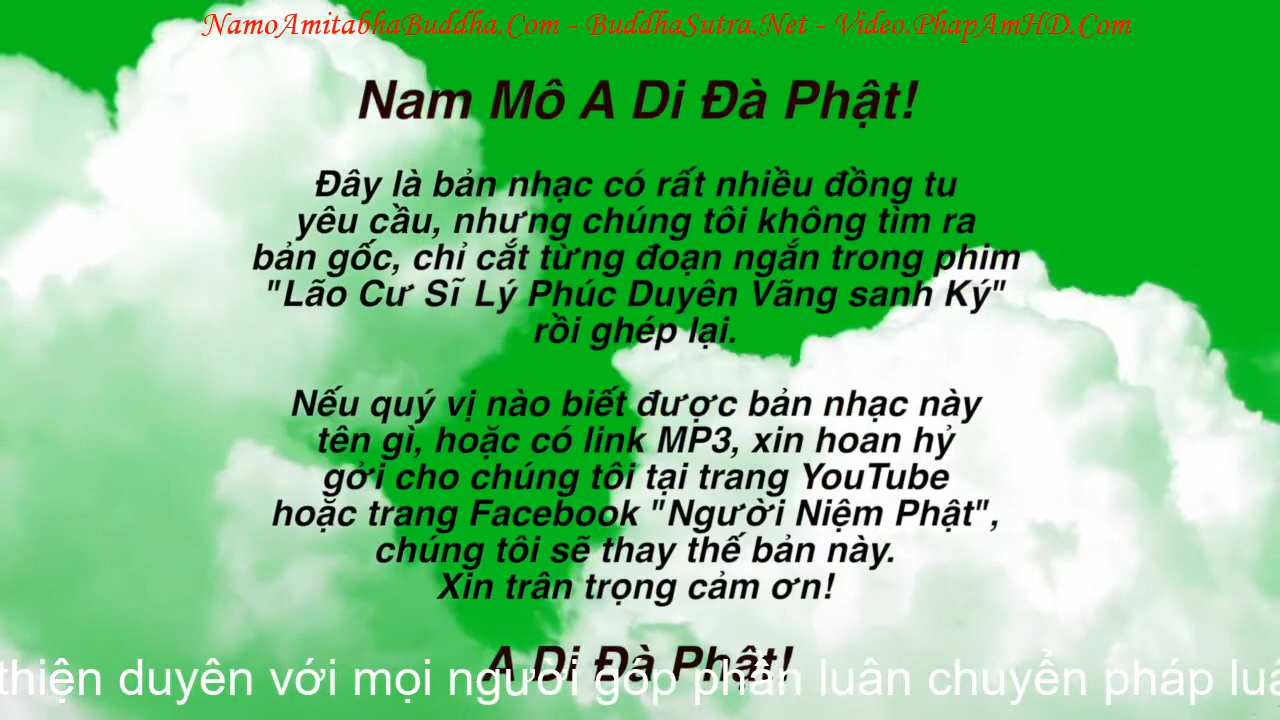 NamoAmitabhaBuddha.Com - BuddhaSutra.Net - Video.PhapAmHD.Com
Nam Mô A Di Đà Phật!
Đây là bản nhạc có rất nhiều đồng tu
yêu cầu, nhưng chúng tôi không tìm ra
bản gốc, chỉ cắt từng đoạn ngắn trong phim
"Lão Cư Sĩ Lý Phúc Duyên Vãng sanh Ký"
rồi ghép lại.
Nếu quý vị nào biết được bản nhạc này
tên gì, hoặc có link MP3, xin hoan hỷ
gởi cho chúng tôi tại trang YouTube
hoặc trang Facebook "Người Niệm Phật",
chúng tôi sẽ thay thế bản này.
Xin trân trọng cảm ơn!
A Di Đà Phật!
thiện duyên với mọi người góp phần luân chuyển pháp